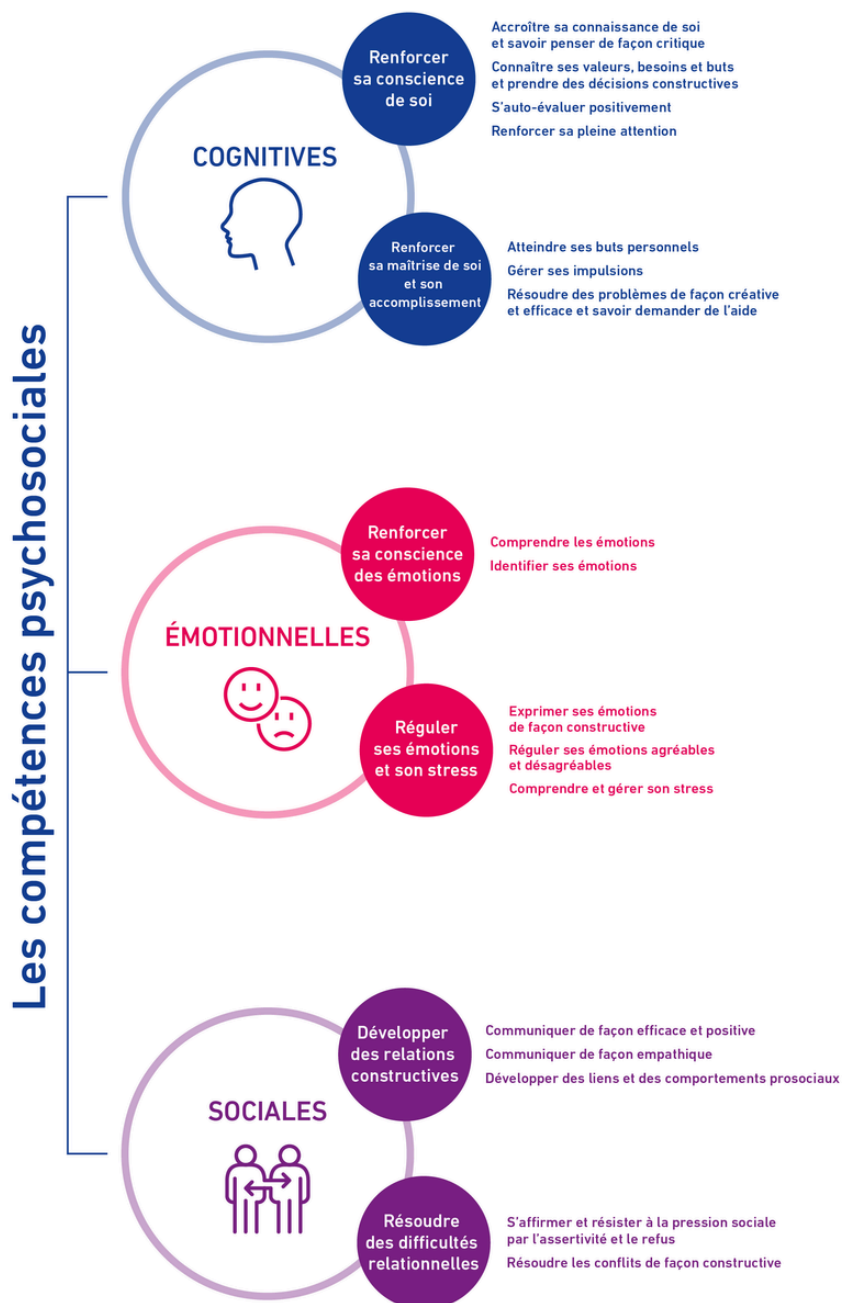 Les compétences psychosociales
COGNITIVES
Renforcer
sa conscience
de soi
Accroître sa connaissance de soi
et savoir penser de façon critique
Connaître ses valeurs, besoins et buts
et prendre des décisions constructives
S'auto-évaluer positivement
Renforcer sa pleine attention
Renforcer
sa maîtrise de soi
et son
accomplissement
Atteindre ses buts personnels
Gérer ses impulsions
Résoudre des problèmes de façon créative
et efficace et savoir demander de l'aide
ÉMOTIONNELLES
Renforcer
sa conscience
des émotions
Comprendre les émotions
Identifier ses émotions
Réguler
ses émotions
et son stress
Exprimer ses émotions
de façon constructive
Réguler ses émotions agréables
et désagréables
Comprendre et gérer son stress
SOCIALES
Développer
des relations
constructives
Communiquer de façon efficace et positive
Communiquer de façon empathique
Développer des liens et des comportements prosociaux
Résoudre
des difficultés
relationnelles
S'affirmer et résister à la pression sociale
par l'assertivité et le refus
Résoudre les conflits de façon constructive